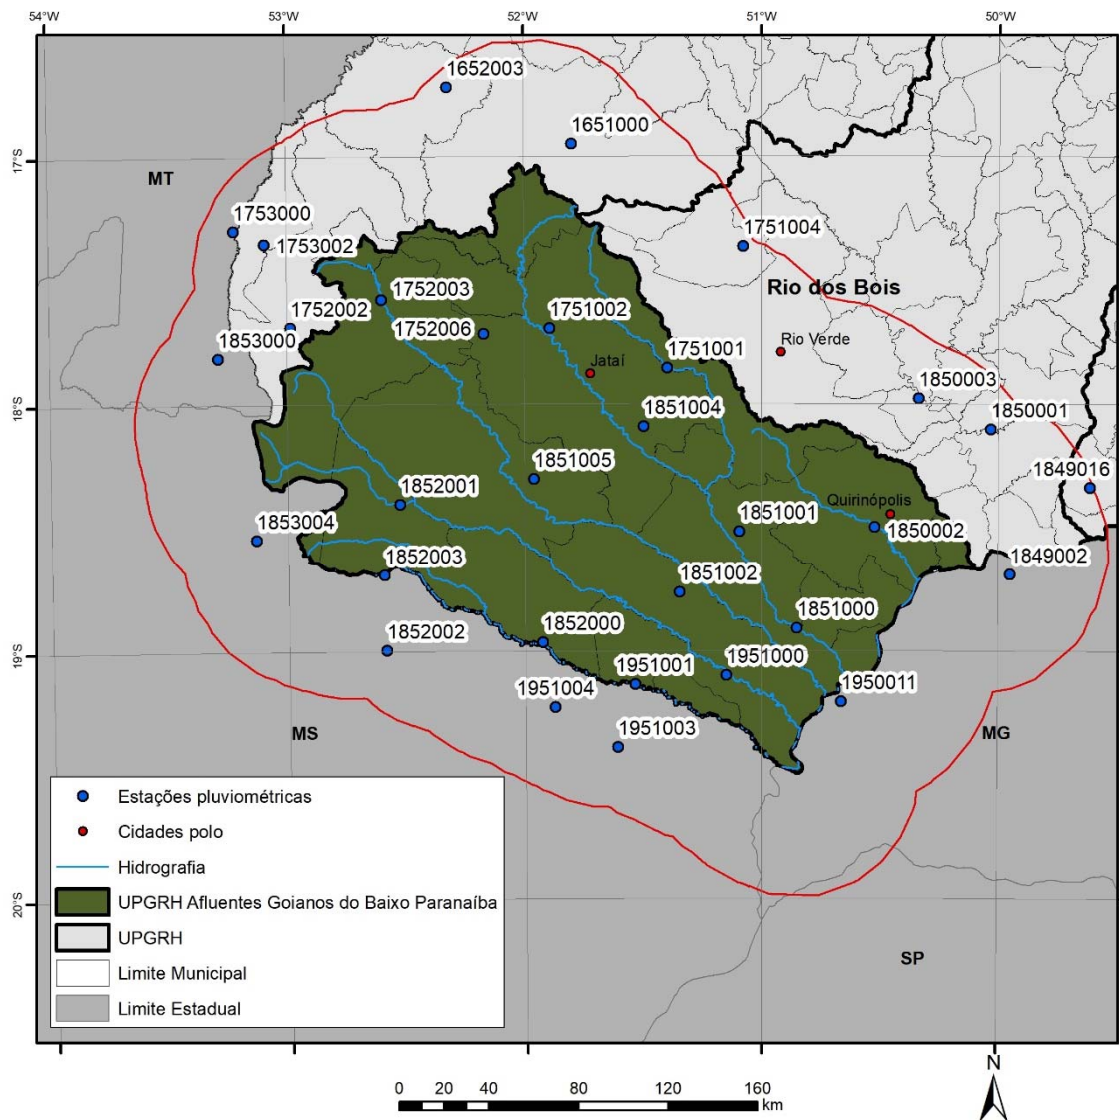 54°W
53°W
52°W
51°W
50°W
1652003
1651000
17°S
MT
1753000
1751004
1753002
Rio dos Bois
1752003
1752002
1751002
1752006
Rio Verde
1853000
1751001
Jataí
1850003
18°S
1851004
1850001
1851005
1849016
1852001
Quirinópolis
1851001
1853004
1850002
1852003
1849002
1851002
1851000
1852000
1852002
19°S
1951001
1951000
1951004
1950011
1951003
MS
MG
Estações pluviométricas
Cidades polo
Hidrografia
UPGRH Afluentes Goianos do Baixo Paranaíba
20°S
UPGRH
Limite Municipal
SP
Limite Estadual
N
0 20 40 80 120 160
km